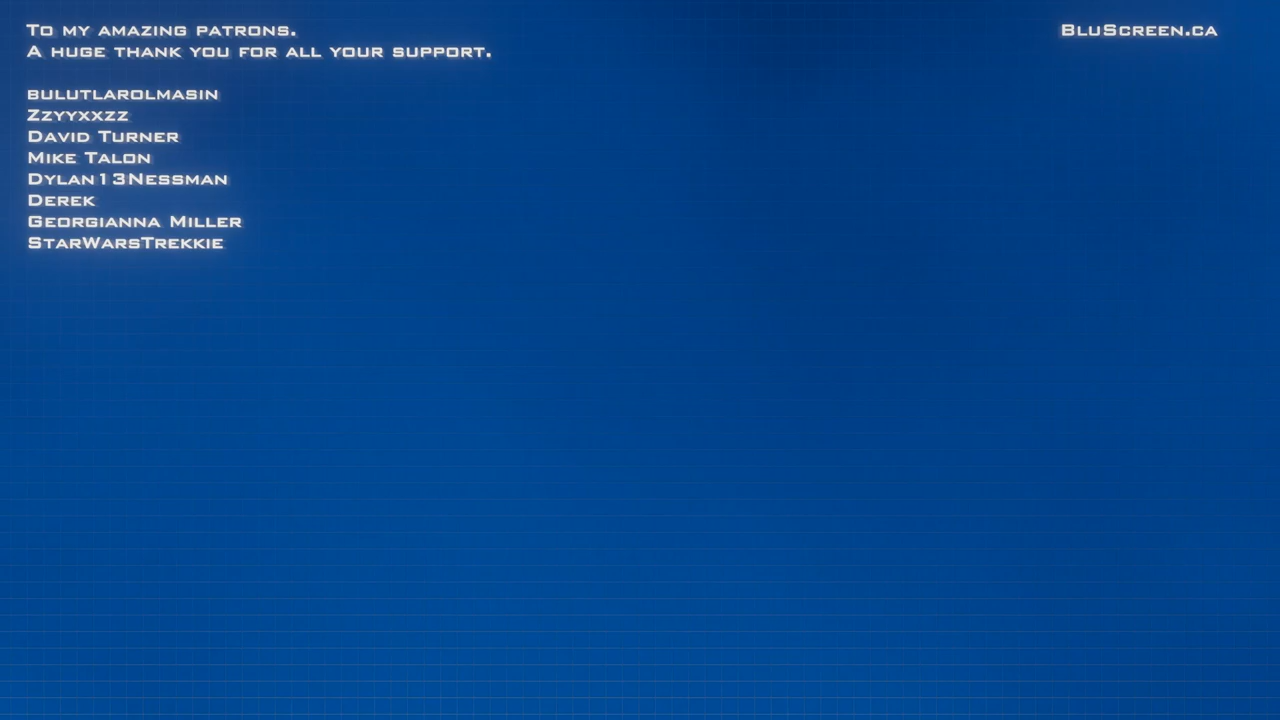 To my amazing patrons.
A huge thank you for all your support.
BluScreen.ca
bulutlarolmasin
Zzyyxxzz
David Turner
Mike Talon
Dylan13Nessman
Derek
Georgianna Miller
StarWarsTrekkie